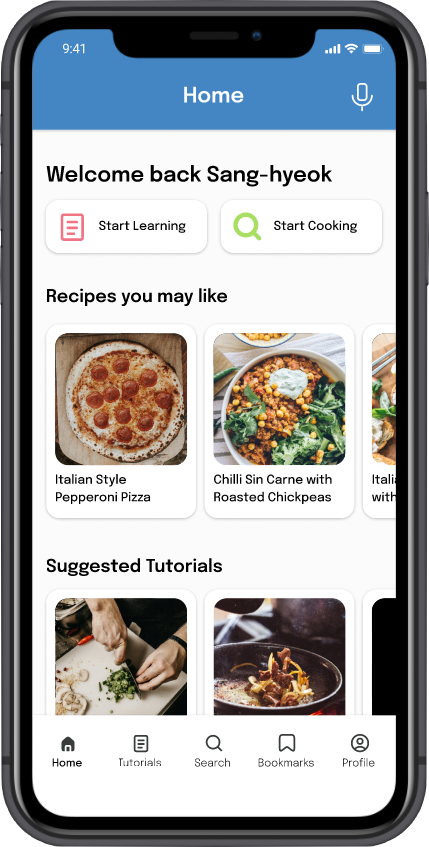 9:41
Home
Welcome back Sang-hyeok
Start Learning
Start Cooking
Recipes you may like
Italian Style
Pepperoni Pizza
Chilli Sin Carne with
Roasted Chickpeas
Itali
with
Suggested Tutorials
Home
Tutorials
Search
Bookmarks
Profile